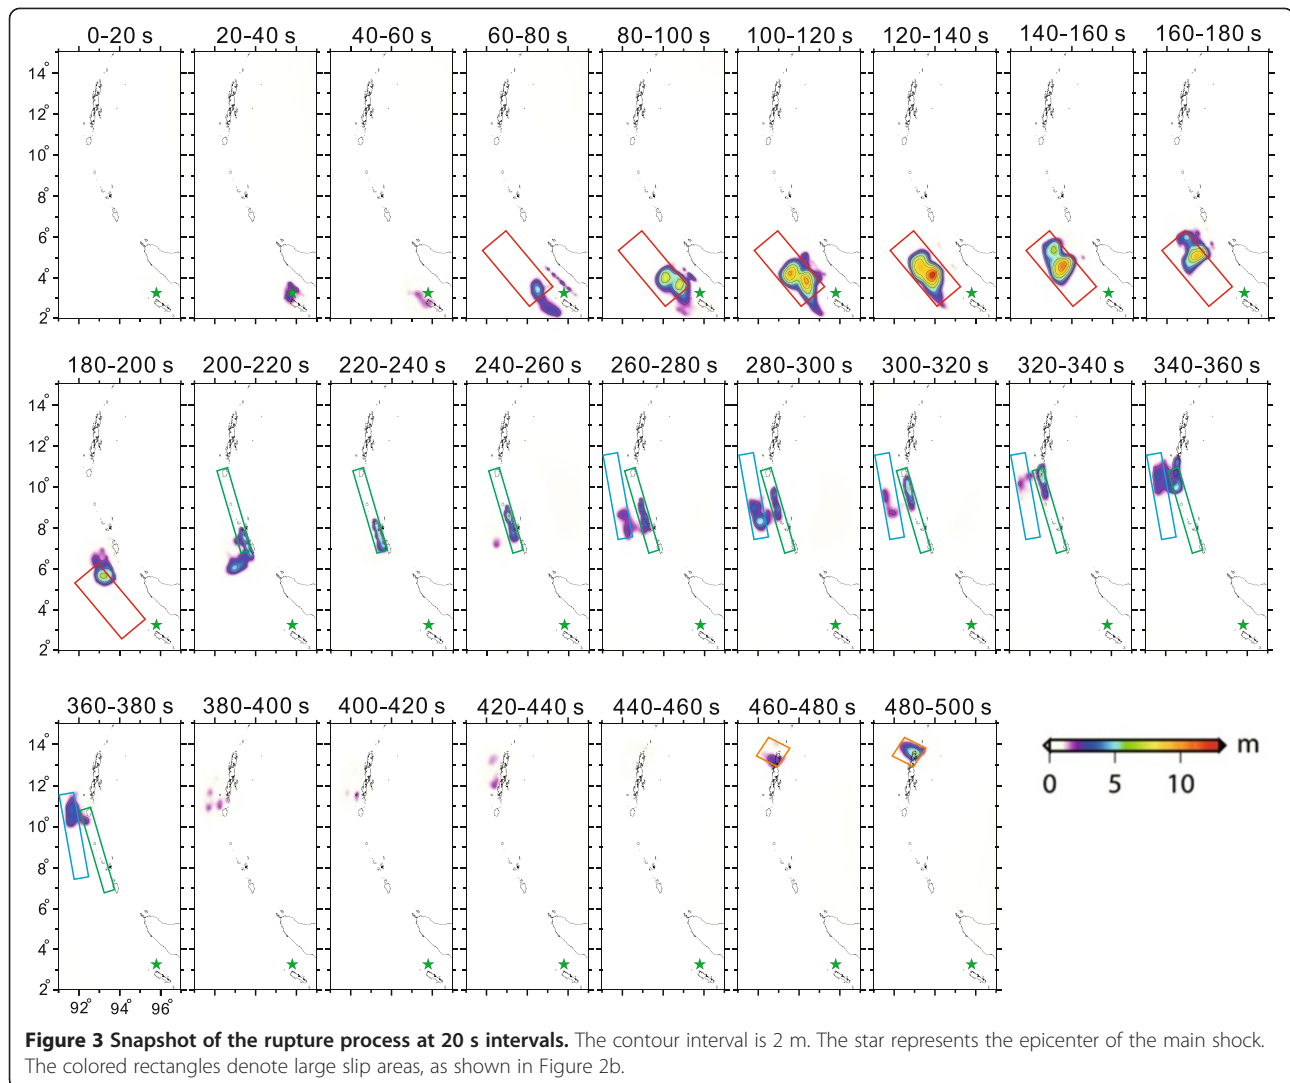 0-20 s 20-40 s 40-60 s 60-80 s 80-100 s 100-120 s 120-140 s 140-160 s 160-180 s
14°
12°
10°
8°
6°
4°
2°
180-200 s 200-220 s 220-240 s 240-260 s 260-280 s 280-300 s 300-320 s 320-340 s 340-360 s
14°
12°
10°
8°
6°
4°
2°
360-380 s 380-400 s 400-420 s 420-440 s 440-460 s 460-480 s 480-500 s
14°
12°
10°
8°
6°
4°
2°
92° 94° 96°
m
0 5 10
Figure 3 Snapshot of the rupture process at 20 s intervals. The contour interval is 2 m. The star represents the epicenter of the main shock.
The colored rectangles denote large slip areas, as shown in Figure 2b.